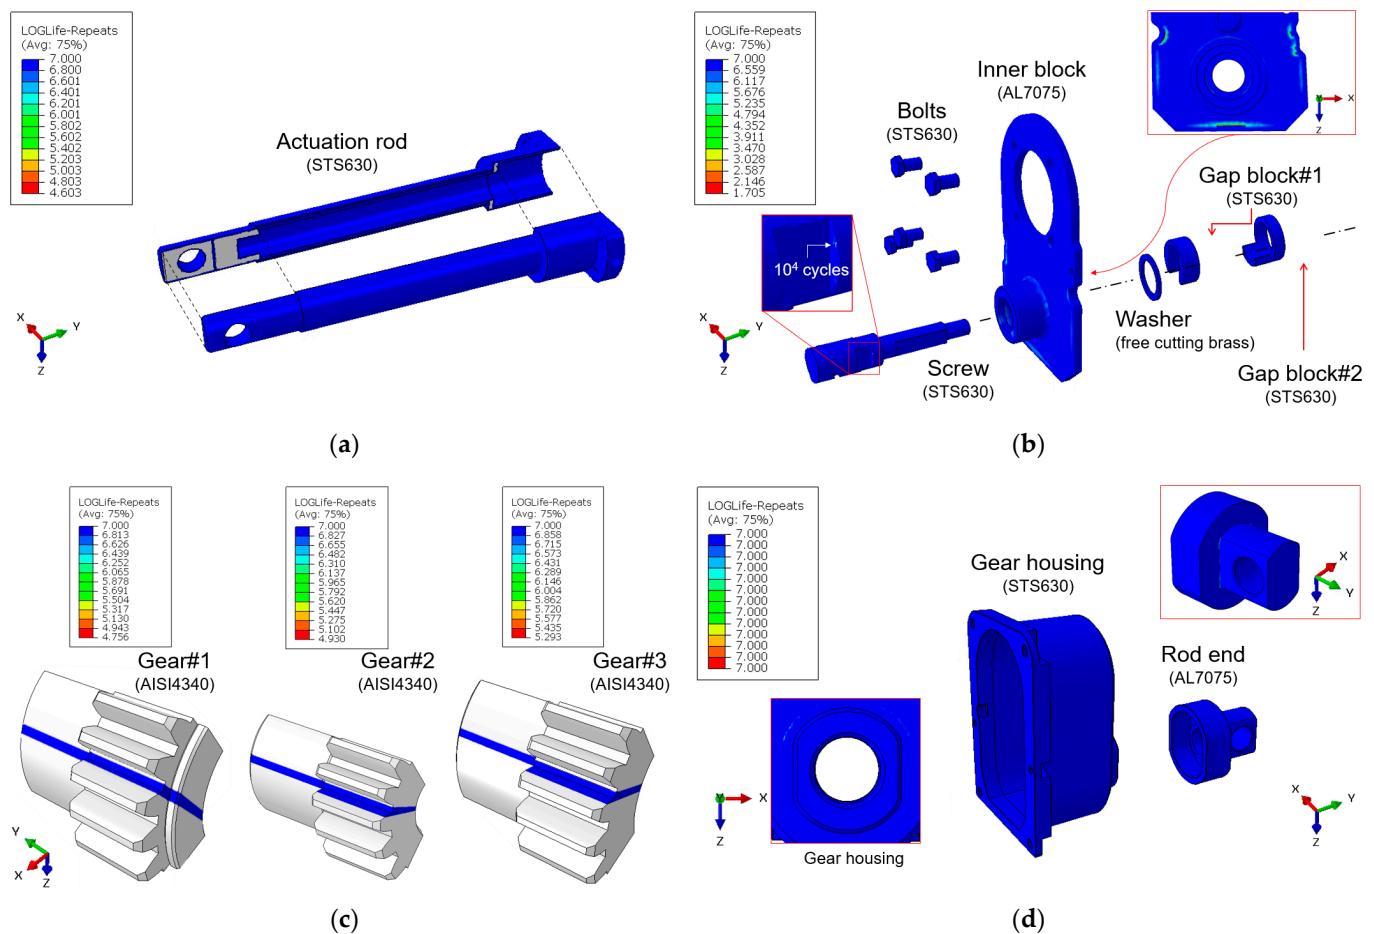 LOGLife-Repeats
(Avg: 75%)
7.000
6.800
6.601
6.401
6.201
6.001
5.802
5.602
5.402
5.203
5.003
4.803
4.603
Actuation rod
(STS630)
X
Y
Z
(a)
LOGLife-Repeats
(Avg: 75%)
7.000
6.559
6.117
5.676
5.235
4.794
4.352
3.911
3.470
3.028
2.587
2.146
1.705
Inner block
(AL7075)
Bolts
(STS630)
Y
X
Z
Gap block#1
(STS630)
10⁴ cycles
Washer
(free cutting brass)
Screw
(STS630)
Gap block#2
(STS630)
X
Y
Z
(b)
LOGLife-Repeats
(Avg: 75%)
7.000
6.813
6.626
6.439
6.252
6.065
5.878
5.691
5.504
5.317
5.130
4.943
4.756
Gear#1
(AISI4340)
LOGLife-Repeats
(Avg: 75%)
7.000
6.827
6.655
6.482
6.310
6.137
5.965
5.792
5.620
5.447
5.275
5.102
4.930
Gear#2
(AISI4340)
LOGLife-Repeats
(Avg: 75%)
7.000
6.858
6.715
6.573
6.431
6.289
6.146
6.004
5.862
5.720
5.577
5.435
5.293
Gear#3
(AISI4340)
Y
X
Z
(c)
LOGLife-Repeats
(Avg: 75%)
7.000
7.000
7.000
7.000
7.000
7.000
7.000
7.000
7.000
7.000
7.000
7.000
7.000
Gear housing
(STS630)
X
Y
Z
Rod end
(AL7075)
Y
X
Z
Gear housing
X
Y
Z
(d)